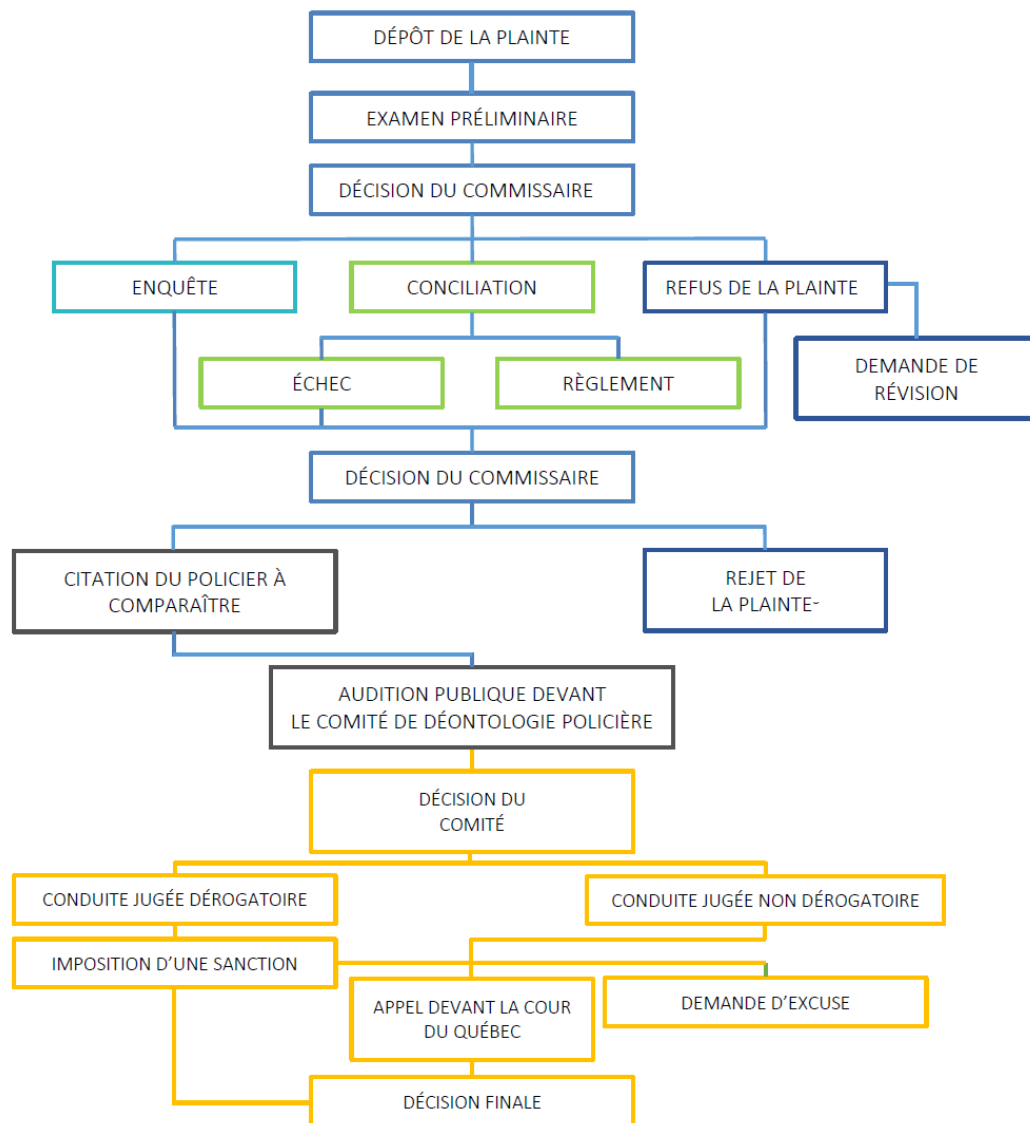 DÉPÔT DE LA PLAINTE
EXAMEN PRÉLIMINAIRE
DÉCISION DU COMMISSAIRE
ENQUÊTE
CONCILIATION
REFUS DE LA PLAINTE
ÉCHEC
RÈGLEMENT
DEMANDE DE
RÉVISION
DÉCISION DU COMMISSAIRE
CITATION DU POLICIER À
COMPARAÎTRE
REJET DE
LA PLAINTE-
AUDITION PUBLIQUE DEVANT
LE COMITÉ DE DÉONTOLOGIE POLICIÈRE
DÉCISION DU
COMITÉ
CONDUITE JUGÉE DÉROGATOIRE
CONDUITE JUGÉE NON DÉROGATOIRE
IMPOSITION D’UNE SANCTION
APPEL DEVANT LA COUR
DU QUÉBEC
DEMANDE D’EXCUSE
DÉCISION FINALE